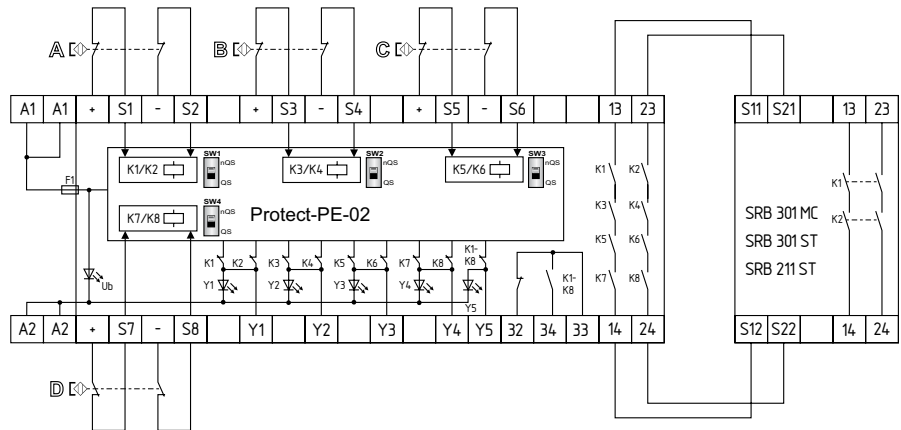 A B C
A1 A1 + S1 - S2 + S3 - S4 + S5 - S6 13 23 S11 S21 13 23
SW1 nQS QS
SW2 nQS QS
SW3 nQS QS
K1/K2 K3/K4 K5/K6
F1
SW4 nQS QS
K7/K8 Protect-PE-02
K1 K2
K3 K4
K5 K6
K7 K8
K1
K2
SRB 301 MC
SRB 301 ST
SRB 211 ST
K1 K2 K3 K4 K5 K6 K7 K8 K1-
K8
Ub Y1 Y2 Y3 Y4 Y5
K1-
K8
A2 A2 + S7 - S8 Y1 Y2 Y3 Y4 Y5 32 34 33 14 24 S12 S22 14 24
D